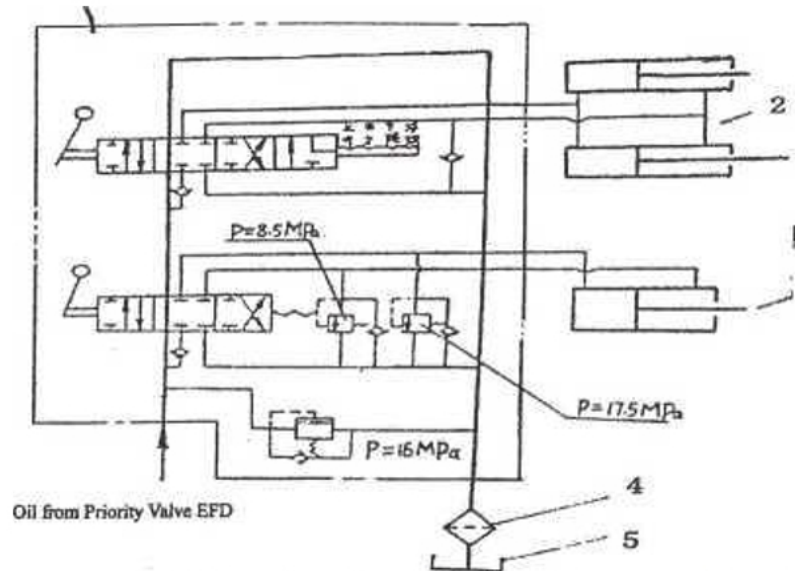 2
P=8.5MPa
P=17.5MPa
P=16MPa
Oil from Priority Valve EFD
4
5